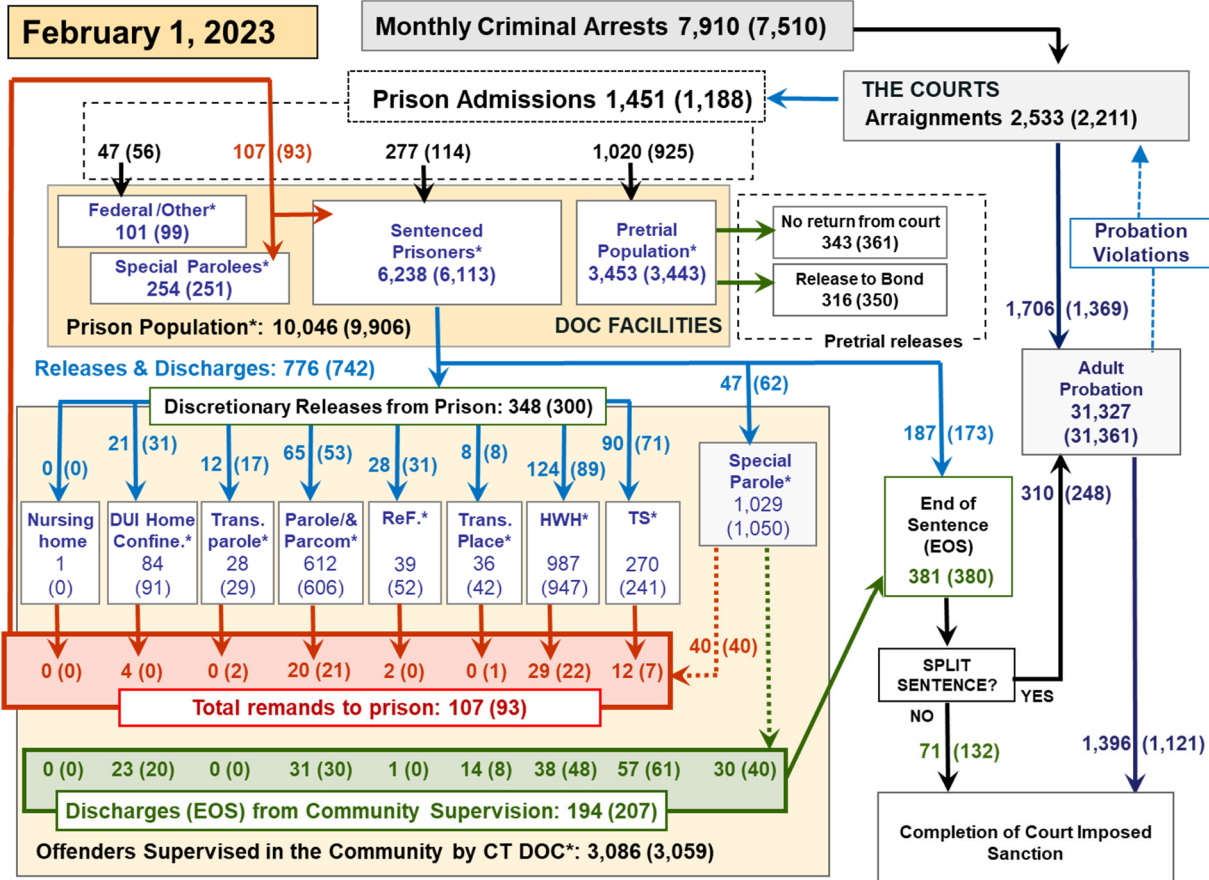 February 1, 2023
Monthly Criminal Arrests 7,910 (7,510)
Prison Admissions 1,451 (1,188)
THE COURTS
Arraignments 2,533 (2,211)
47 (56)
107 (93)
277 (114)
1,020 (925)
Federal /Other*
101 (99)
Special Parolees*
254 (251)
Sentenced
Prisoners*
6,238 (6,113)
Pretrial
Population*
3,453 (3,443)
No return from court
343 (361)
Release to Bond
316 (350)
Pretrial releases
Probation
Violations
Prison Population*: 10,046 (9,906)
DOC FACILITIES
1,706 (1,369)
Releases & Discharges: 776 (742)
47 (62)
Adult
Probation
31,327
(31,361)
Discretionary Releases from Prison: 348 (300)
0 (0)
21 (31)
12 (17)
65 (53)
28 (31)
8 (8)
124 (89)
90 (71)
187 (173)
Special
Parole*
1,029
(1,050)
310 (248)
Nursing
home
1
(0)
DUI Home
Confine.*
84
(91)
Trans.
parole*
28
(29)
Parole/&
Parcom*
612
(606)
ReF.*
39
(52)
Trans.
Place*
36
(42)
HWH*
987
(947)
TS*
270
(241)
End of
Sentence
(EOS)
381 (380)
40 (40)
0 (0)
4 (0)
0 (2)
20 (21)
2 (0)
0 (1)
29 (22)
12 (7)
Total remands to prison: 107 (93)
SPLIT
SENTENCE?
YES
NO
71 (132)
1,396 (1,121)
0 (0)
23 (20)
0 (0)
31 (30)
1 (0)
14 (8)
38 (48)
57 (61)
30 (40)
Discharges (EOS) from Community Supervision: 194 (207)
Offenders Supervised in the Community by CT DOC*: 3,086 (3,059)
Completion of Court Imposed
Sanction